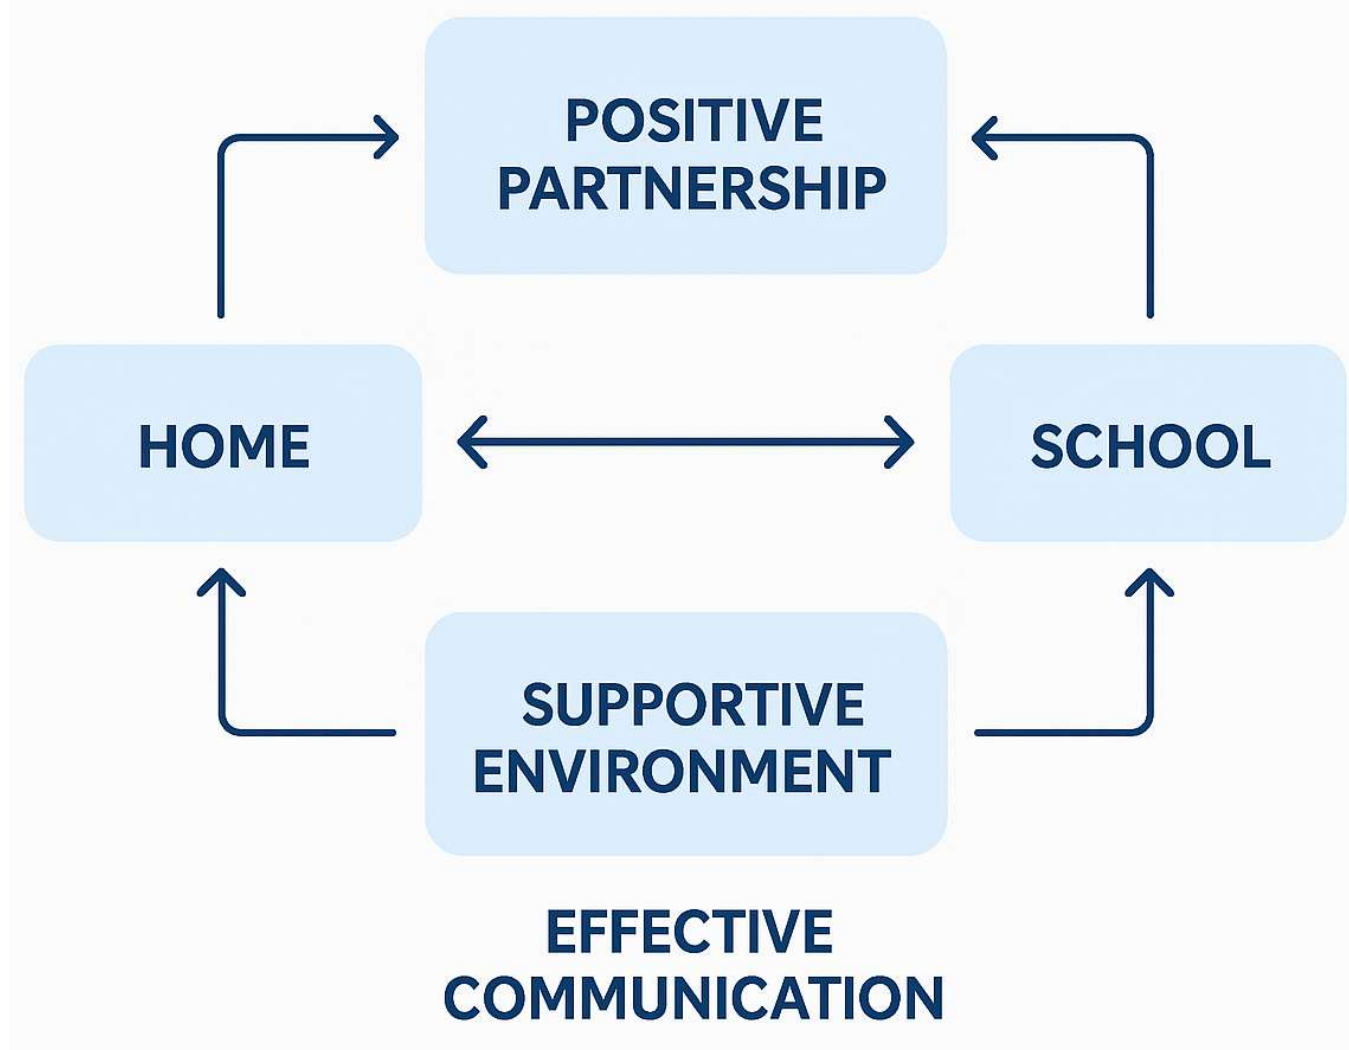 POSITIVE
PARTNERSHIP
HOME
SCHOOL
SUPPORTIVE
ENVIRONMENT
EFFECTIVE
COMMUNICATION